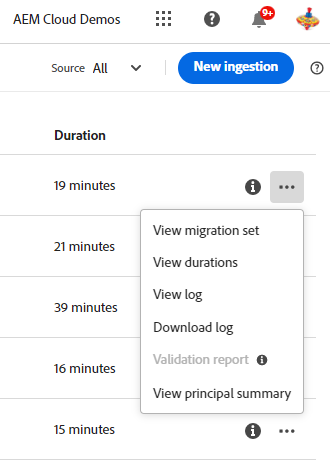 AEM Cloud Demos
9+
Source All
New ingestion
Duration
19 minutes
View migration set
21 minutes
View durations
View log
39 minutes
Download log
Validation report
16 minutes
View principal summary
15 minutes